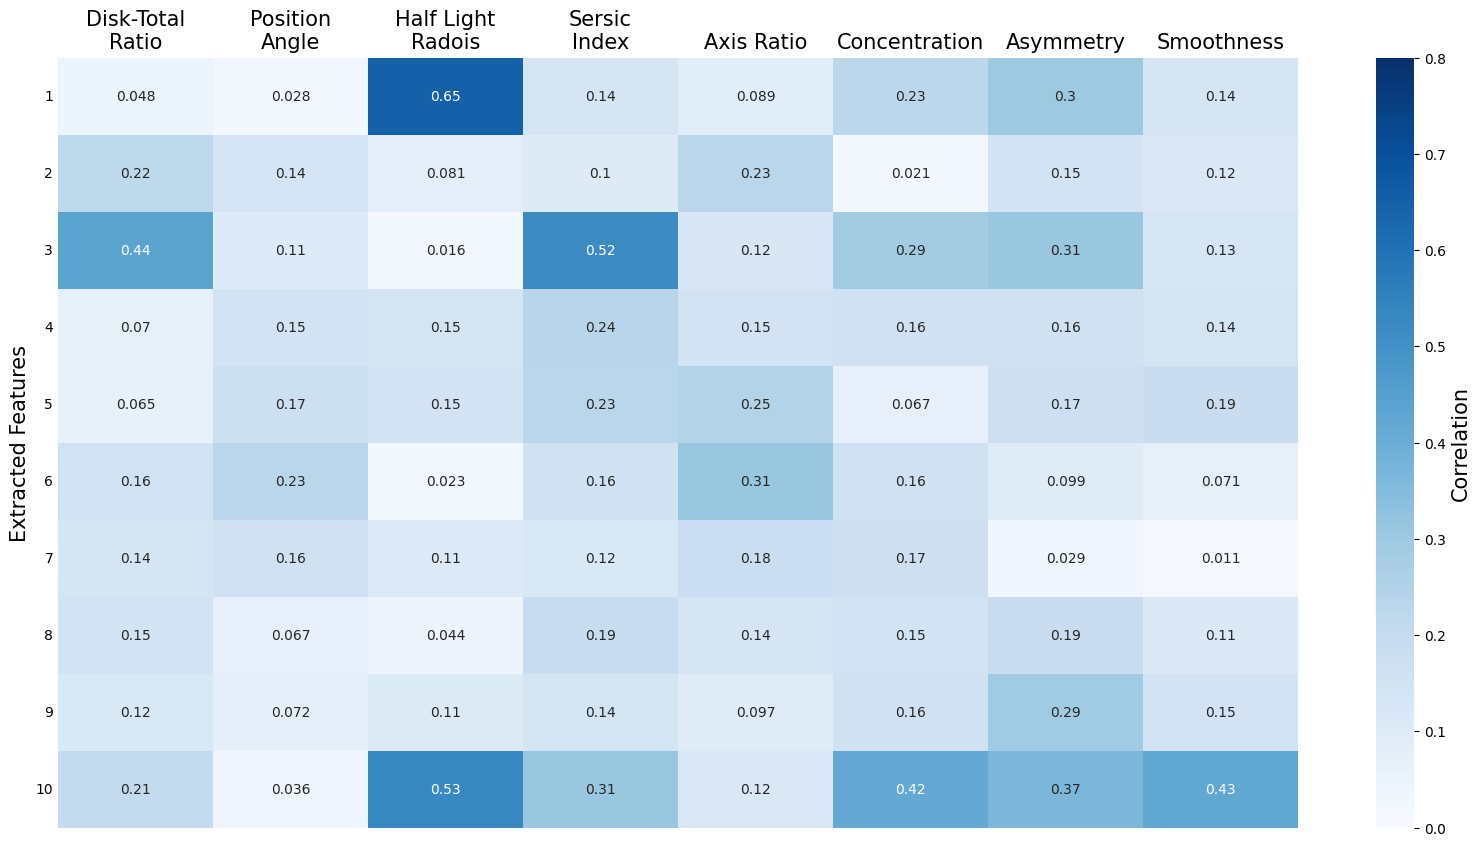 Disk-Total Position Half Light Sersic
Ratio Angle Radois Index Axis Ratio Concentration Asymmetry Smoothness
1 0.048 0.028 0.65 0.14 0.089 0.23 0.3 0.14
2 0.22 0.14 0.081 0.1 0.23 0.021 0.15 0.12
3 0.44 0.11 0.016 0.52 0.12 0.29 0.31 0.13
4 0.07 0.15 0.15 0.24 0.15 0.16 0.16 0.14
5 0.065 0.17 0.15 0.23 0.25 0.067 0.17 0.19
6 0.16 0.23 0.023 0.16 0.31 0.16 0.099 0.071
7 0.14 0.16 0.11 0.12 0.18 0.17 0.029 0.011
8 0.15 0.067 0.044 0.19 0.14 0.15 0.19 0.11
9 0.12 0.072 0.11 0.14 0.097 0.16 0.29 0.15
10 0.21 0.036 0.53 0.31 0.12 0.42 0.37 0.43
Extracted Features
0.8
0.7
0.6
0.5
0.4
0.3
0.2
0.1
0.0
Correlation